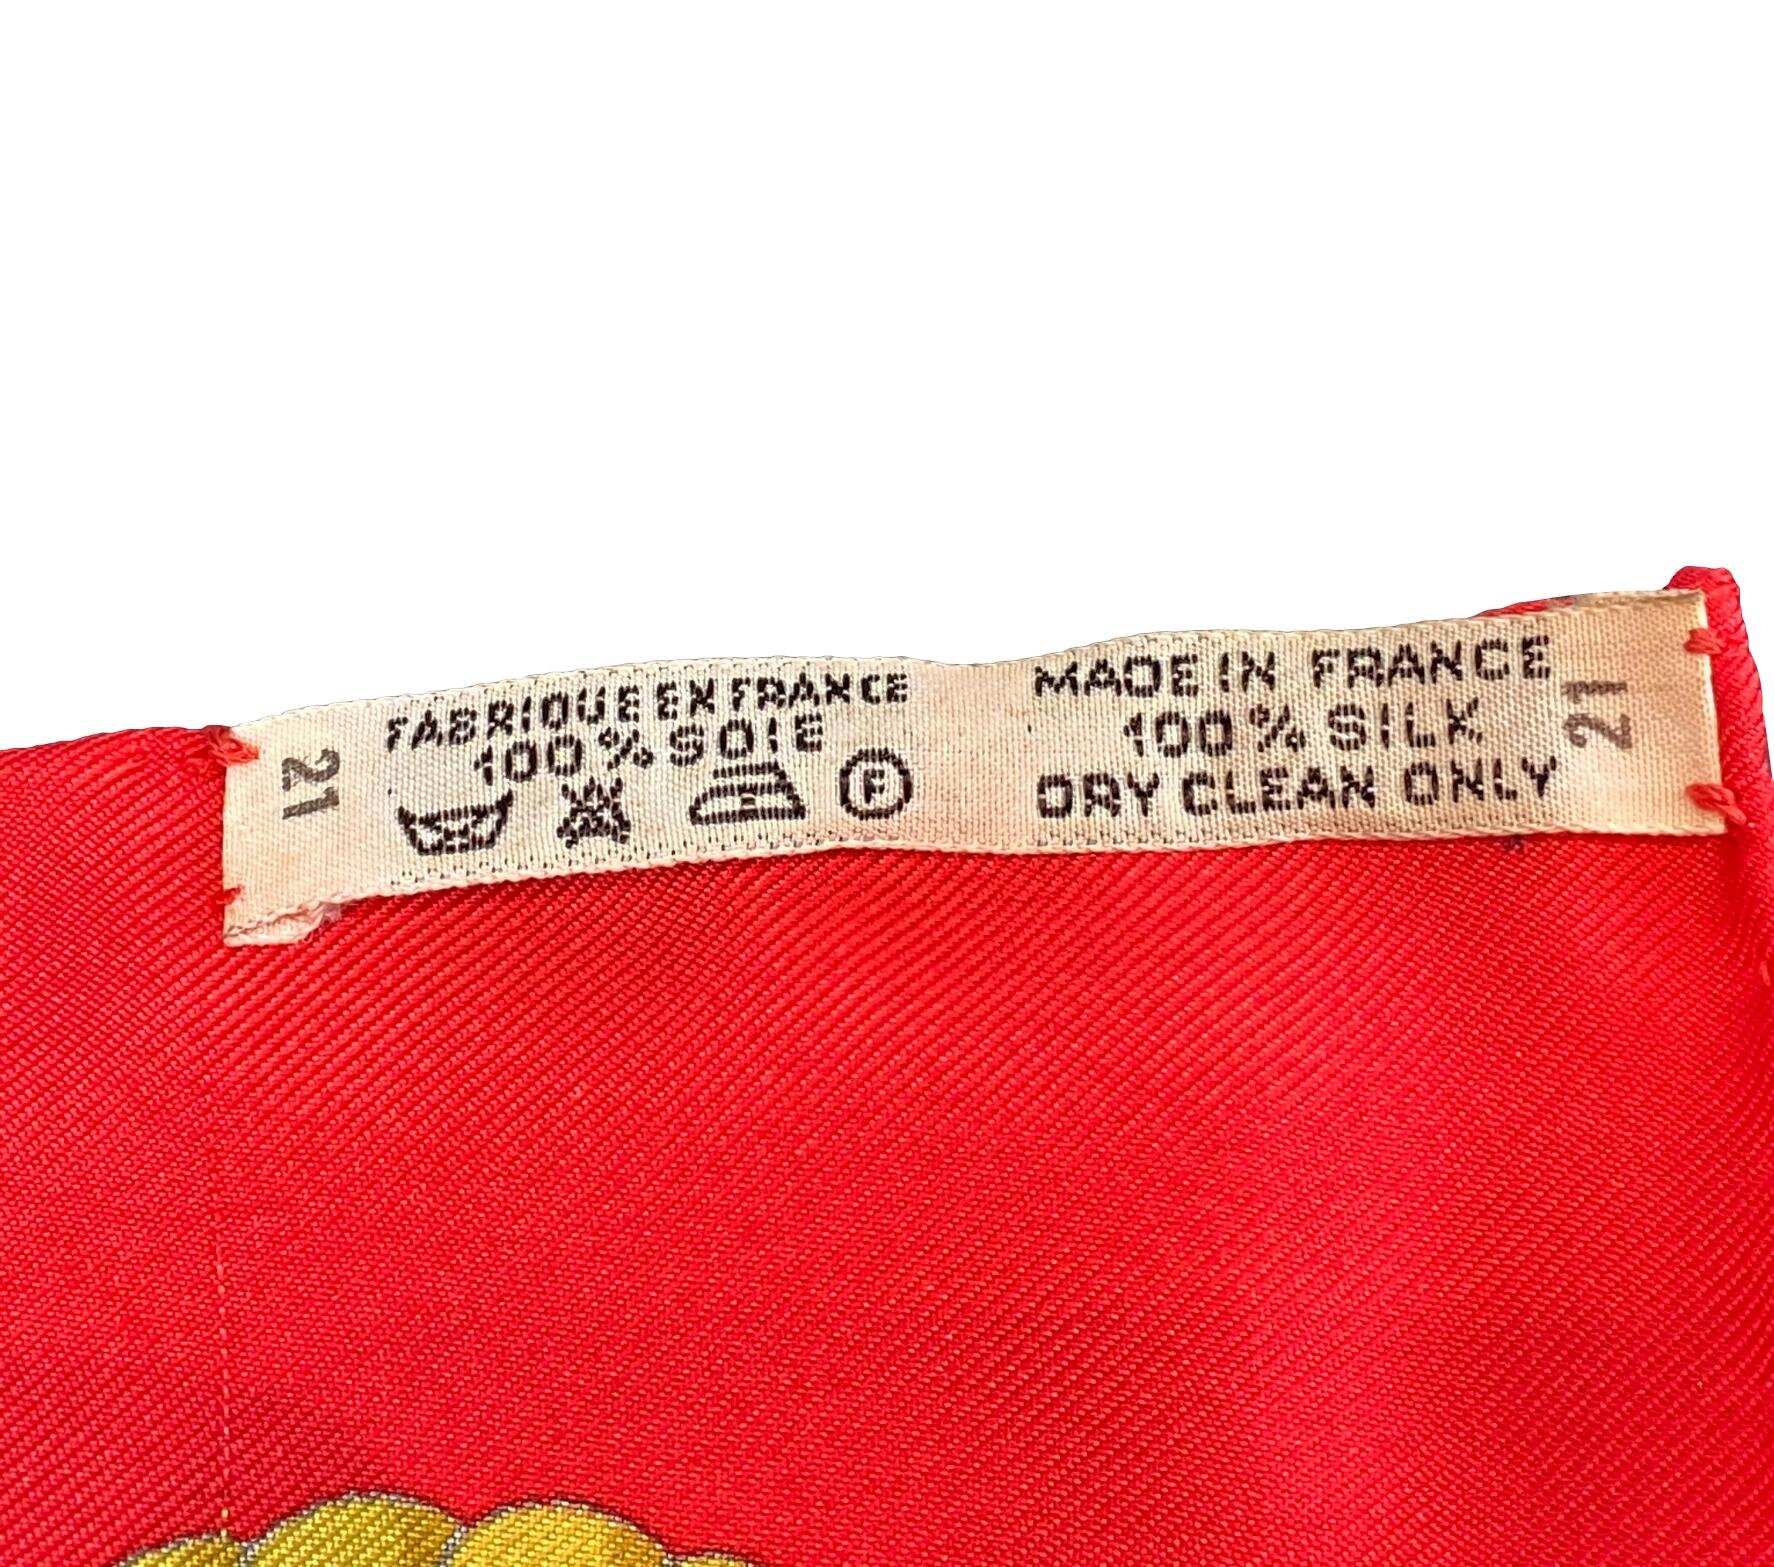 21
FABRIQUE EN FRANCE
100% SOIE
F
MADE IN FRANCE
100% SILK
DRY CLEAN ONLY
21